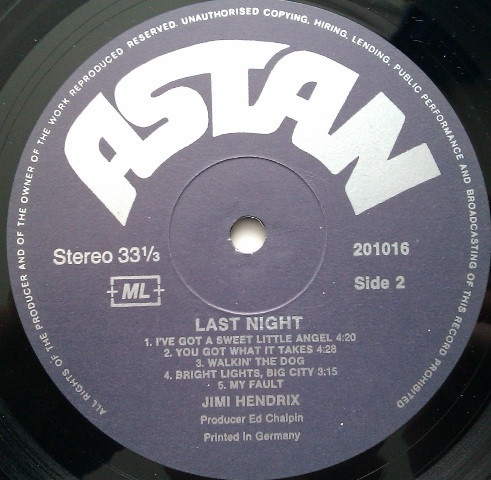 ALL RIGHTS OF THE PRODUCER AND OF THE OWNER OF THE WORK REPRODUCED RESERVED. UNAUTHORISED COPYING, HIRING, LENDING, PUBLIC PERFORMANCE AND BROADCASTING OF THIS RECORD PROHIBITED
ASTAN
Stereo 33⅓
201016
ML
Side 2
LAST NIGHT
1. I'VE GOT A SWEET LITTLE ANGEL 4:20
2. YOU GOT WHAT IT TAKES 4:28
3. WALKIN' THE DOG
4. BRIGHT LIGHTS, BIG CITY 3:15
5. MY FAULT
JIMI HENDRIX
Producer Ed Chalpin
Printed in Germany